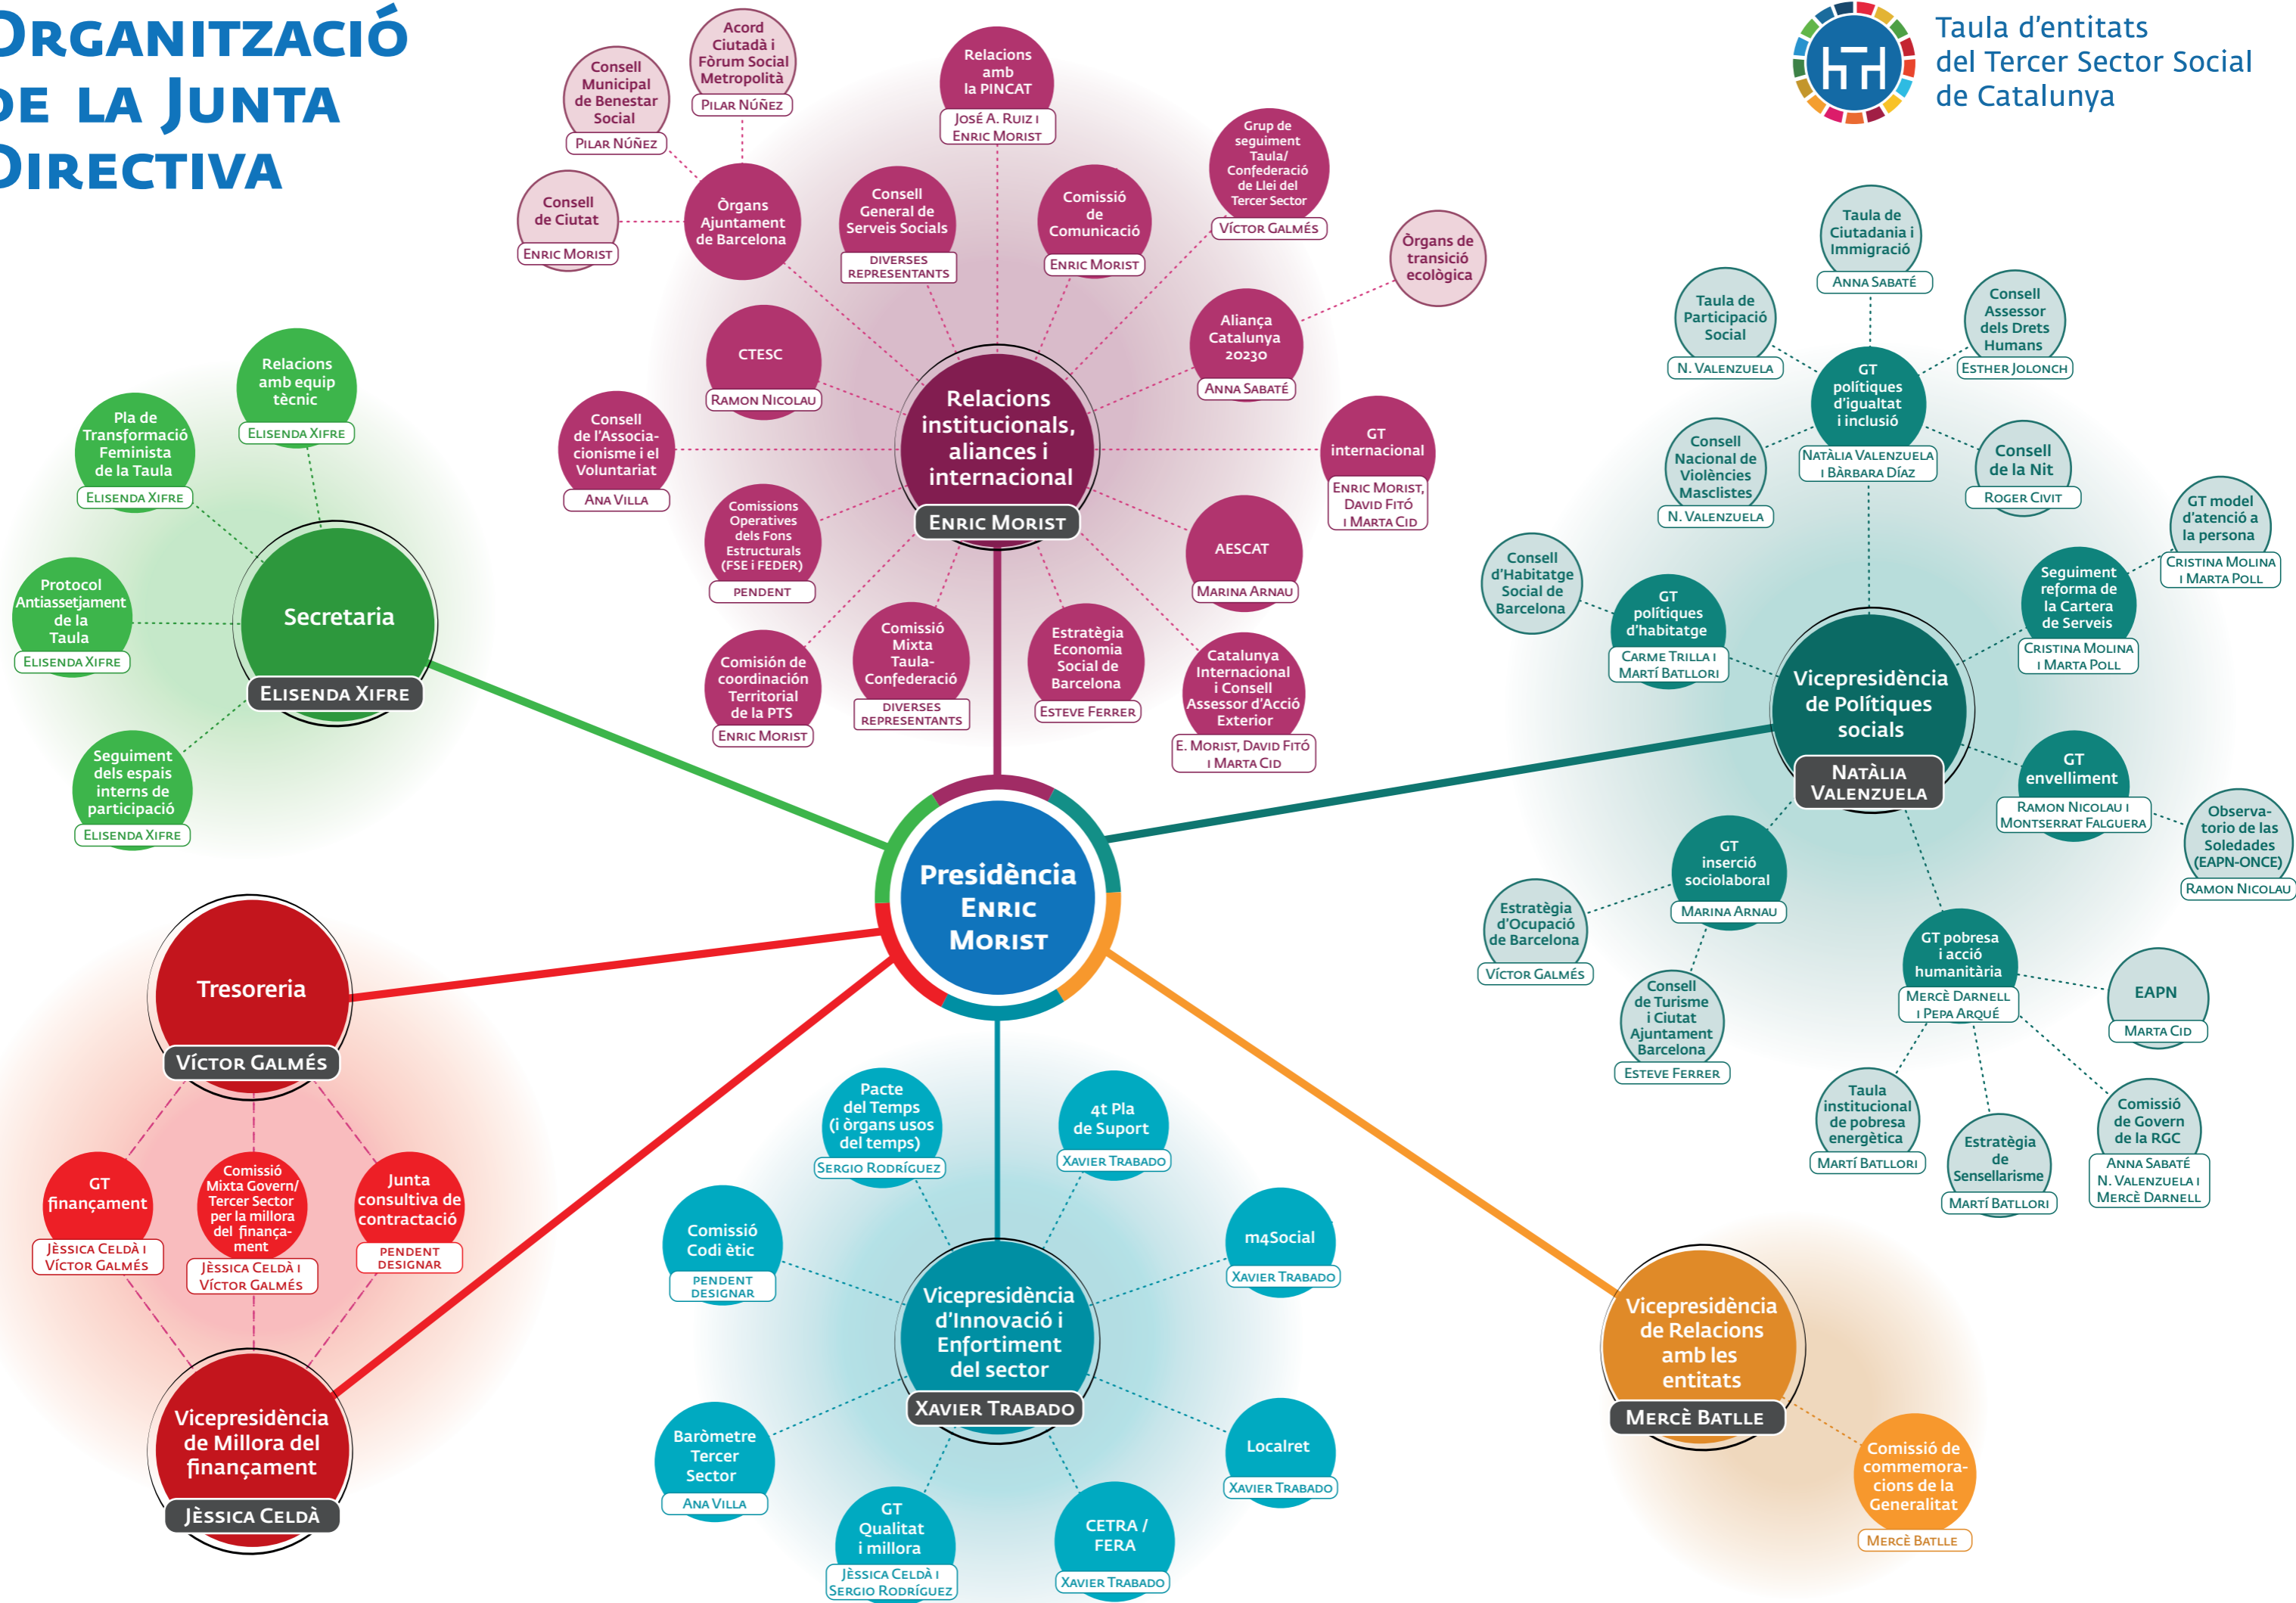 ORGANITZACIÓ
DE LA JUNTA
DIRECTIVA
Taula d'entitats
del Tercer Sector Social
de Catalunya
Acord
Ciutadà i
Fòrum Social
Metropolità
PILAR NÚÑEZ
Consell
Municipal
de Benestar
Social
PILAR NÚÑEZ
Consell
de Ciutat
ENRIC MORIST
Òrgans
Ajuntament
de Barcelona
Consell
General de
Serveis Socials
DIVERSES
REPRESENTANTS
Relacions
amb
la PINCAT
JOSÉ A. RUIZ I
ENRIC MORIST
Comissió
de
Comunicació
ENRIC MORIST
Grup de
seguiment
Taula/
Confederació
de Llei del
Tercer Sector
VÍCTOR GALMÉS
Òrgans de
transició
ecològica
Aliança
Catalunya
20230
ANNA SABATÉ
CTESC
RAMON NICOLAU
Consell
de l'Associa-
cionisme i el
Voluntariat
ANA VILLA
Relacions
institucionals,
aliances i
internacional
ENRIC MORIST
GT
internacional
ENRIC MORIST,
DAVID FITÓ
I MARTA CID
Comissions
Operatives
dels Fons
Estructurals
(FSE i FEDER)
PENDENT
AESCAT
MARINA ARNAU
Comisión de
coordinación
Territorial
de la PTS
ENRIC MORIST
Comissió
Mixta
Taula-
Confederació
DIVERSES
REPRESENTANTS
Estratègia
Economia
Social de
Barcelona
ESTEVE FERRER
Catalunya
Internacional
i Consell
Assessor d'Acció
Exterior
E. MORIST, DAVID FITÓ
I MARTA CID
Relacions
amb equip
tècnic
ELISENDA XIFRE
Pla de
Transformació
Feminista
de la Taula
ELISENDA XIFRE
Protocol
Antiassetjament
de la
Taula
ELISENDA XIFRE
Secretaria
ELISENDA XIFRE
Seguiment
dels espais
interns de
participació
ELISENDA XIFRE
Taula de
Ciutadania i
Immigració
ANNA SABATÉ
Taula de
Participació
Social
N. VALENZUELA
Consell
Assessor
dels Drets
Humans
ESTHER JOLONCH
GT
polítiques
d'igualtat
i inclusió
NATÀLIA VALENZUELA
I BÀRBARA DÍAZ
Consell
Nacional de
Violències
Masclistes
N. VALENZUELA
Consell
de la Nit
ROGER CIVIT
GT model
d'atenció a
la persona
CRISTINA MOLINA
I MARTA POLL
Consell
d'Habitatge
Social de
Barcelona
GT
polítiques
d'habitatge
CARME TRILLA I
MARTÍ BATLLORI
Seguiment
reforma de
la Cartera
de Serveis
CRISTINA MOLINA
I MARTA POLL
Vicepresidència
de Polítiques
socials
NATÀLIA
VALENZUELA
GT
envelliment
RAMON NICOLAU I
MONTSERRAT FALGUERA
Observa-
torio de las
Soledades
(EAPN-ONCE)
RAMON NICOLAU
GT
inserció
sociolaboral
MARINA ARNAU
Estratègia
d'Ocupació
de Barcelona
VÍCTOR GALMÉS
Consell
de Turisme
i Ciutat
Ajuntament
Barcelona
ESTEVE FERRER
GT pobresa
i acció
humanitària
MERCÈ DARNELL
I PEPA ARQUÉ
EAPN
MARTA CID
Taula
institucional
de pobresa
energètica
MARTÍ BATLLORI
Estratègia
de
Sensellarisme
MARTÍ BATLLORI
Comissió
de Govern
de la RGC
ANNA SABATÉ
N. VALENZUELA I
MERCÈ DARNELL
Presidència
ENRIC
MORIST
Tresoreria
VÍCTOR GALMÉS
GT
finançament
JÈSSICA CELDÀ I
VÍCTOR GALMÉS
Comissió
Mixta Govern/
Tercer Sector
per la millora
del finança-
ment
JÈSSICA CELDÀ I
VÍCTOR GALMÉS
Junta
consultiva de
contractació
PENDENT
DESIGNAR
Vicepresidència
de Millora del
finançament
JÈSSICA CELDÀ
Pacte
del Temps
(i òrgans usos
del temps)
SERGIO RODRÍGUEZ
4t Pla
de Suport
XAVIER TRABADO
Comissió
Codi ètic
PENDENT
DESIGNAR
m4Social
XAVIER TRABADO
Vicepresidència
d'Innovació i
Enfortiment
del sector
XAVIER TRABADO
Baròmetre
Tercer
Sector
ANA VILLA
Localret
XAVIER TRABADO
GT
Qualitat
i millora
JÈSSICA CELDÀ I
SERGIO RODRÍGUEZ
CETRA /
FERA
XAVIER TRABADO
Vicepresidència
de Relacions
amb les
entitats
MERCÈ BATLLE
Comissió de
commemora-
cions de la
Generalitat
MERCÈ BATLLE